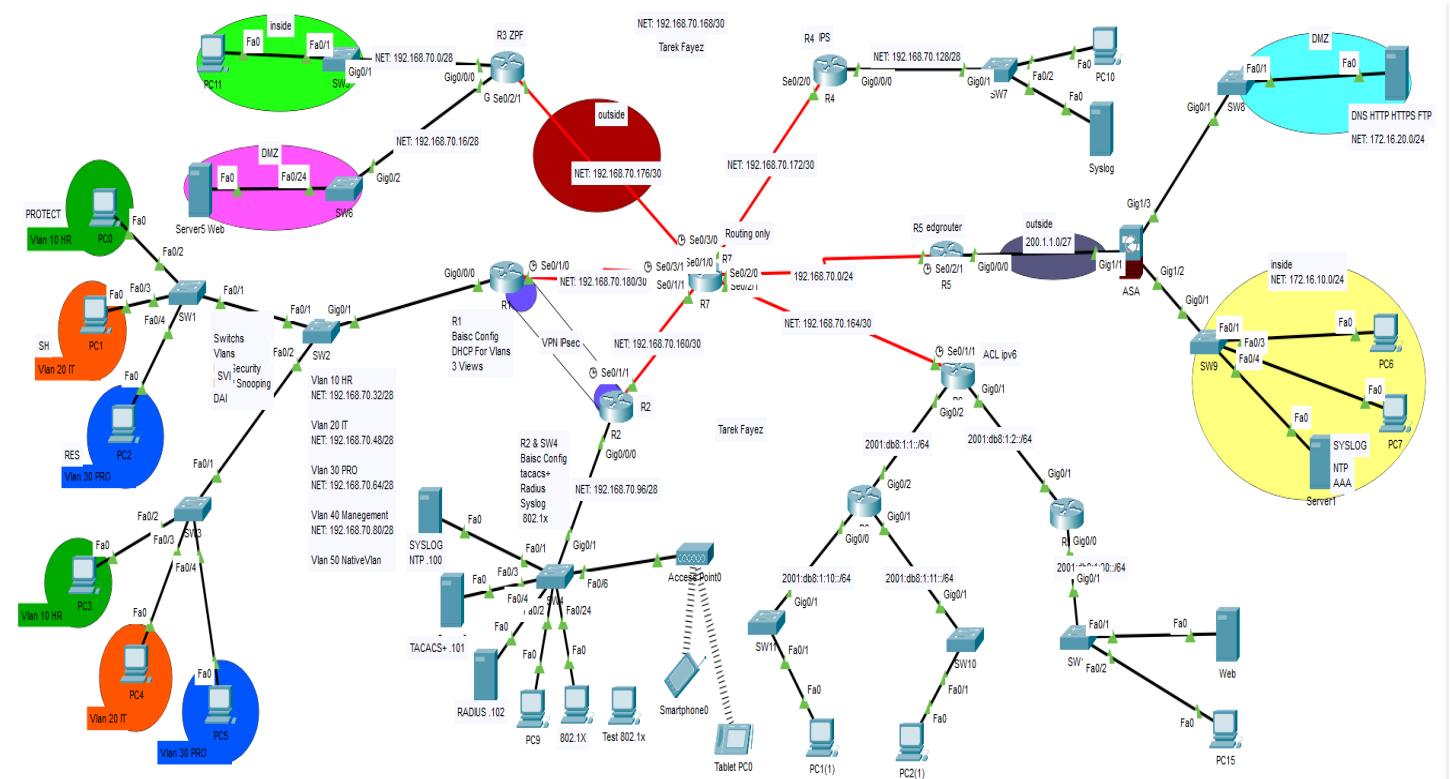 inside
Fa0
Fa0/1
PC11
Gig0/1
NET: 192.168.70.0/28
R3 ZPF
Gig0/0/0
Se0/2/1
NET: 192.168.70.16/28
DMZ
Fa0
Fa0/24
Gig0/2
SW6
Server5 Web
NET: 192.168.70.168/30
Tarek Fayez
outside
NET: 192.168.70.176/30
R4 IPS
Se0/2/0
Gig0/0/0
R4
NET: 192.168.70.128/28
Gig0/1
SW7
Fa0/2
Fa0
PC10
Fa0/1
Fa0
Syslog
NET: 192.168.70.172/30
DMZ
Fa0/1
Fa0
Gig0/1
SW8
DNS HTTP HTTPS FTP
NET: 172.16.20.0/24
PROTECT
Vlan 10 HR
PC0
Fa0
Fa0/2
Fa0
Fa0/3
Fa0/4
Fa0/1
SW1
SH
PC1
Vlan 20 IT
Fa0
RES
PC2
Vlan 30 PRO
Switchs
Vlans
SVI
ecurity
Snooping
DAI
Gig0/1
SW2
Fa0/2
Vlan 10 HR
NET: 192.168.70.32/28
Vlan 20 IT
NET: 192.168.70.48/28
Vlan 30 PRO
NET: 192.168.70.64/28
Vlan 40 Manegement
NET: 192.168.70.80/28
Vlan 50 NativeVlan
Fa0/1
Fa0/2
Fa0/3
Fa0/4
Fa0
PC3
Vlan 10 HR
Fa0
PC4
Vlan 20 IT
Fa0
PC5
Vlan 30 PRO
Gig0/0/0
Se0/1/0
NET: 192.168.70.180/30
R1
Baisc Config
DHCP For Vlans
3 Views
VPN IPsec
Routing only
Se0/3/0
Se0/3/1
Se0/1/1
Se0/2/0
Se0/2/1
R7
192.168.70.0/24
NET: 192.168.70.160/30
Se0/1/1
R2
R2
Gig0/0/0
NET: 192.168.70.96/28
R2 & SW4
Baisc Config
tacacs+
Radius
Syslog
802.1x
Tarek Fayez
R5 edgrouter
Se0/2/1
Gig0/0/0
R5
outside
200.1.1.0/27
Gig1/1
Gig1/3
Gig1/2
ASA
inside
NET: 172.16.10.0/24
Gig0/1
Fa0/1
Fa0/3
Fa0/4
SW9
Fa0
PC6
Fa0
PC7
Fa0
SYSLOG
NTP
AAA
Server1
NET: 192.168.70.164/30
Se0/1/1
ACL ipv6
Gig0/1
Gig0/2
2001:db8:1:1::/64
2001:db8:1:2::/64
Gig0/2
Gig0/1
Gig0/0
Gig0/1
Gig0/0
2001:db8:1:10::/64
2001:db8:1:11::/64
Gig0/1
SW11
Fa0/1
Fa0
PC1(1)
Gig0/1
SW10
Fa0/1
Fa0
PC2(1)
Gig0/1
Fa0/1
Fa0/2
Fa0
Web
Fa0
PC15
Fa0
SYSLOG
NTP .100
Gig0/1
Fa0/1
Fa0/3
Fa0/4
Fa0/6
Fa0/24
Access Point0
Fa0
TACACS+ .101
Fa0
RADIUS .102
Fa0
PC9
Fa0
802.1X
Test 802.1x
Smartphone0
Tablet PC0